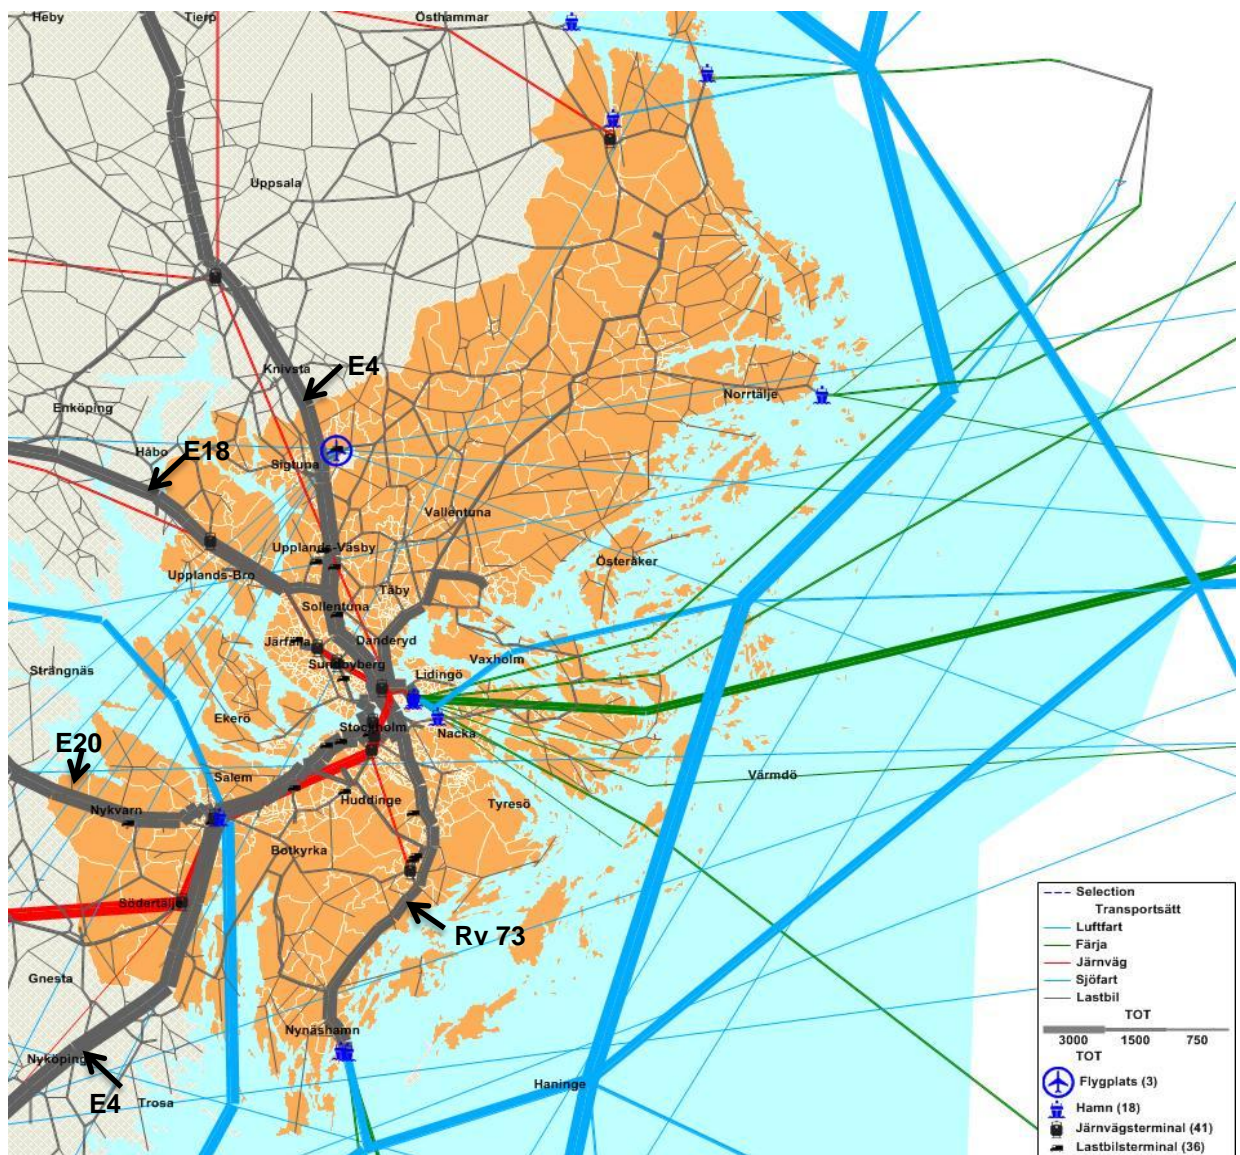 Heby
Tierp
Östhammar
Uppsala
Knivsta
E4
Enköping
Norrtälje
Håbo
E18
Sigtuna
Vallentuna
Upplands-Väsby
Österåker
Upplands-Bro
Täby
Sollentuna
Järfälla
Danderyd
Sundbyberg
Vaxholm
Strängnäs
Lidingö
Ekerö
Stockholm
Nacka
E20
Salem
Värmdö
Nykvarn
Huddinge
Tyresö
Botkyrka
Södertälje
Rv 73
Gnesta
Nynäshamn
Nyköping
Haninge
E4
Trosa
Selection
Transportsätt
Luftfart
Färja
Järnväg
Sjöfart
Lastbil
TOT
3000 1500 750
TOT
Flygplats (3)
Hamn (18)
Järnvägsterminal (41)
Lastbilsterminal (36)